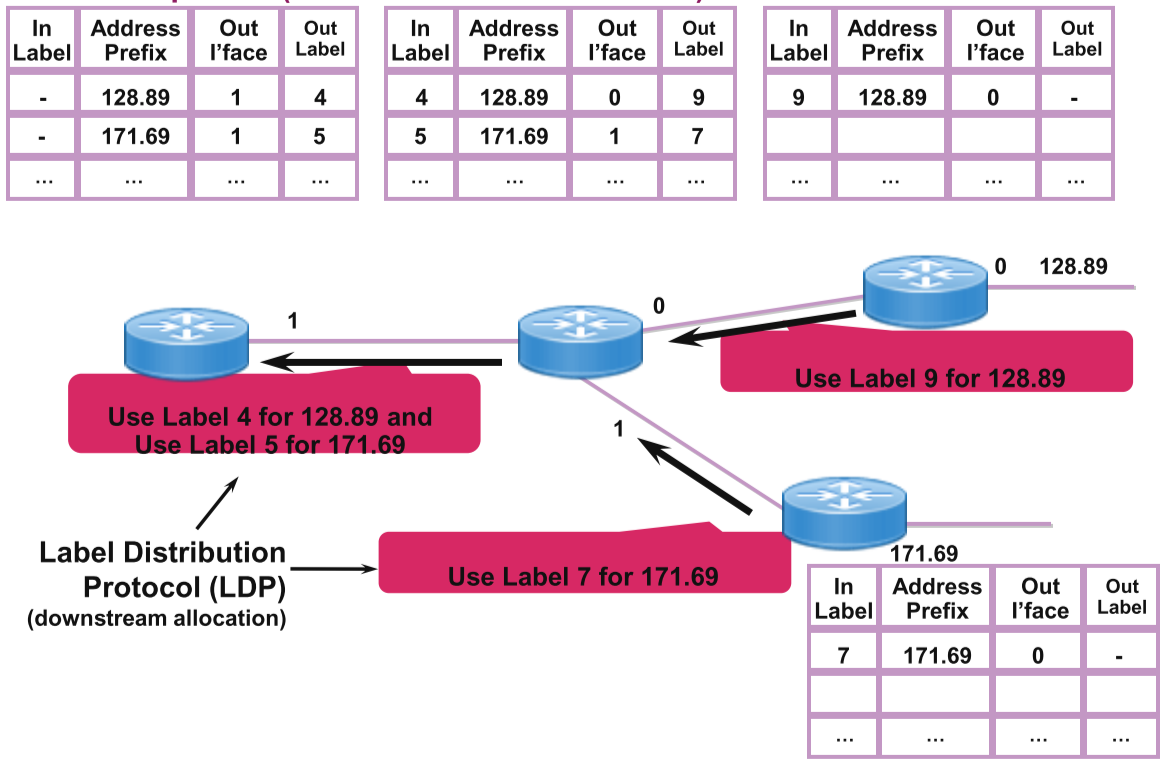 In Label Address Prefix Out I’face Out Label
- 128.89 1 4
- 171.69 1 5
... ... ... ...
In Label Address Prefix Out I’face Out Label
4 128.89 0 9
5 171.69 1 7
... ... ... ...
In Label Address Prefix Out I’face Out Label
9 128.89 0 -
... ... ... ...
0 128.89
0
1
Use Label 9 for 128.89
Use Label 4 for 128.89 and
Use Label 5 for 171.69
1
Label Distribution
Protocol (LDP)
(downstream allocation)
Use Label 7 for 171.69
171.69
In Label Address Prefix Out I’face Out Label
7 171.69 0 -
... ... ... ...